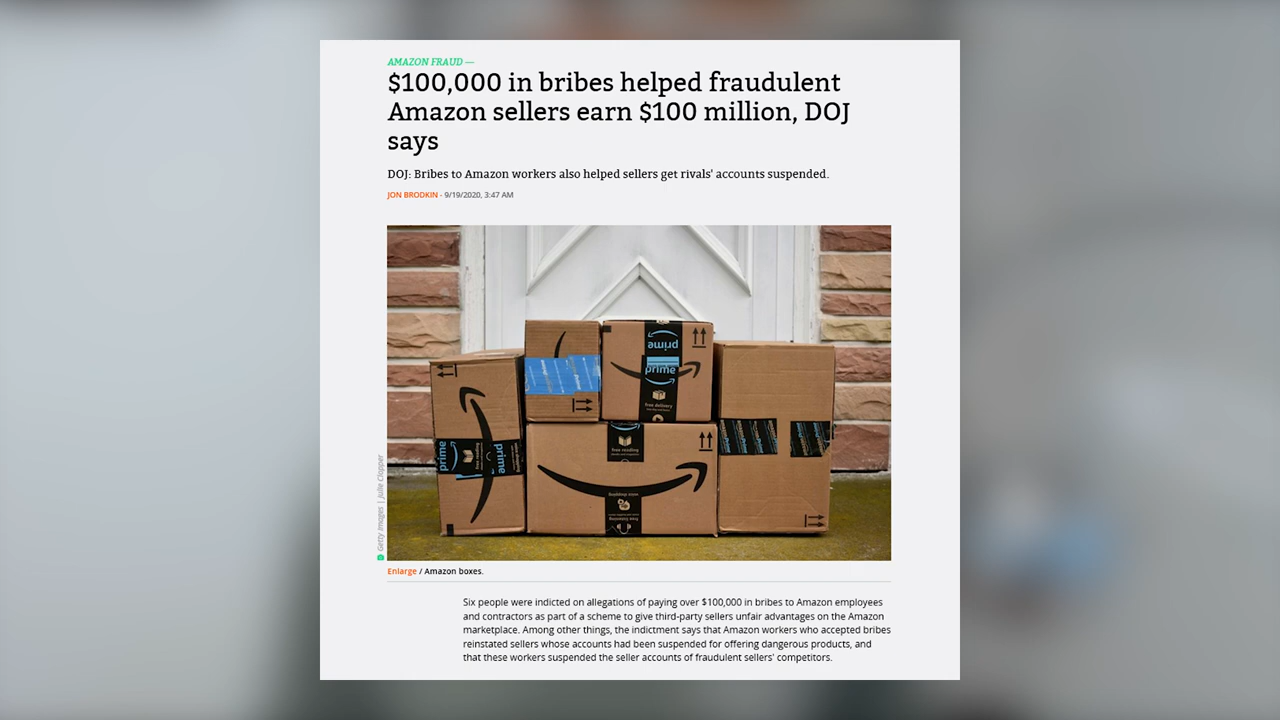 AMAZON FRAUD —
$100,000 in bribes helped fraudulent
Amazon sellers earn $100 million, DOJ
says
DOJ: Bribes to Amazon workers also helped sellers get rivals' accounts suspended.
JON BRODKIN - 9/19/2020, 3:47 AM
prime
prime
prime
free delivery
prime
free reading
Getty Images | Julie Clopper
Enlarge / Amazon boxes.
Six people were indicted on allegations of paying over $100,000 in bribes to Amazon employees
and contractors as part of a scheme to give third-party sellers unfair advantages on the Amazon
marketplace. Among other things, the indictment says that Amazon workers who accepted bribes
reinstated sellers whose accounts had been suspended for offering dangerous products, and
that these workers suspended the seller accounts of fraudulent sellers' competitors.